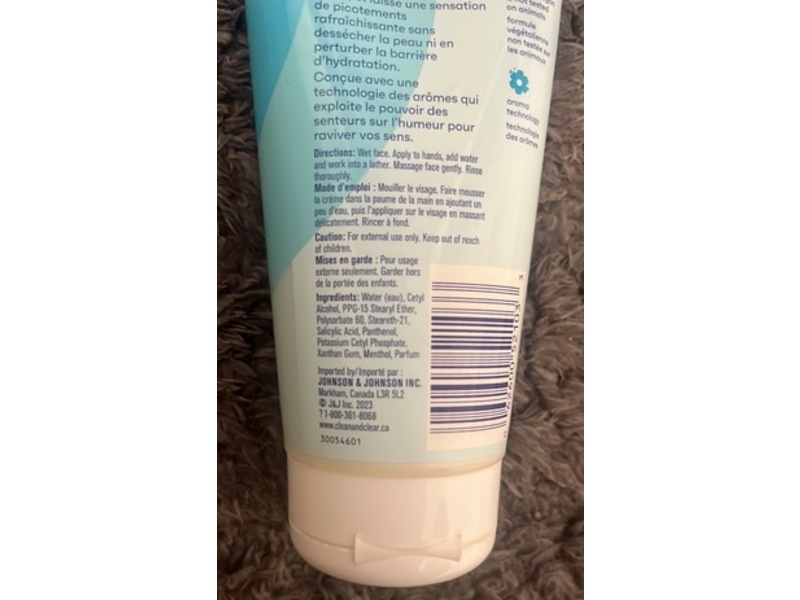 et laisse une sensation
de picotements
rafraîchissante sans
dessécher la peau ni en
perturber la barrière
d'hydratation.
Conçue avec une
technologie des arômes qui
exploite le pouvoir des
senteurs sur l'humeur pour
raviver vos sens.
Directions: Wet face. Apply to hands, add water
and work into a lather. Massage face gently. Rinse
thoroughly.
Mode d'emploi : Mouiller le visage. Faire mousser
la crème dans la paume de la main en ajoutant un
peu d'eau, puis l'appliquer sur le visage en massant
délicatement. Rincer à fond.
Caution: For external use only. Keep out of reach
of children.
Mises en garde : Pour usage
externe seulement. Garder hors
de la portée des enfants.
Ingredients: Water (eau), Cetyl
Alcohol, PPG-15 Stearyl Ether,
Polysorbate 60, Steareth-21,
Salicylic Acid, Panthenol,
Potassium Cetyl Phosphate,
Xanthan Gum, Menthol, Parfum
Imported by/Importé par :
JOHNSON & JOHNSON INC.
Markham, Canada L3R 5L2
© J&J Inc. 2023
1-800-361-8068
www.cleanandclear.ca
30054601
not tested
on animals
formule
végétalienne
non testée sur
les animaux
aroma
technology
technologie
des arômes
3